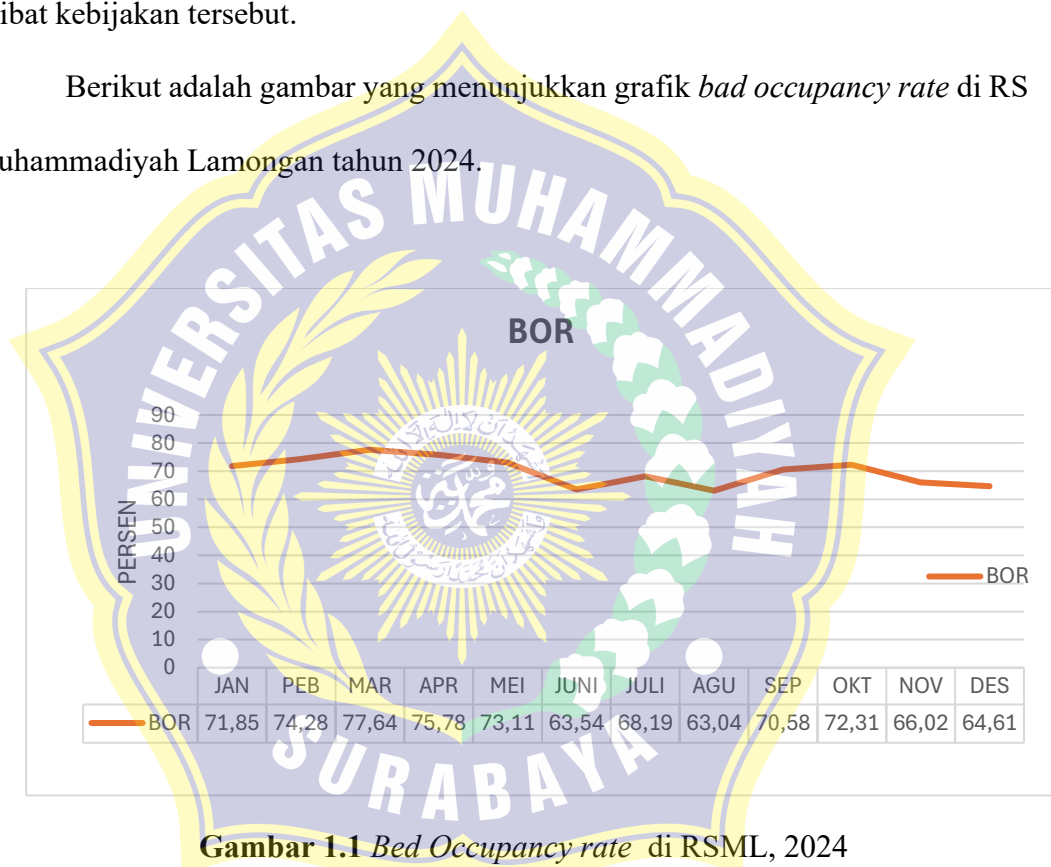 ibat kebijakan tersebut.
Berikut adalah gambar yang menunjukkan grafik bad occupancy rate di RS
uhammadiyah Lamongan tahun 2024.
UNIVERSITAS MUHAMMADIYAH
SURABAYA
BOR
PERSEN
90
80
70
60
50
40
30
20
10
0
BOR
JAN PEB MAR APR MEI JUNI JULI AGU SEP OKT NOV DES
BOR 71,85 74,28 77,64 75,78 73,11 63,54 68,19 63,04 70,58 72,31 66,02 64,61
Gambar 1.1 Bed Occupancy rate di RSML, 2024